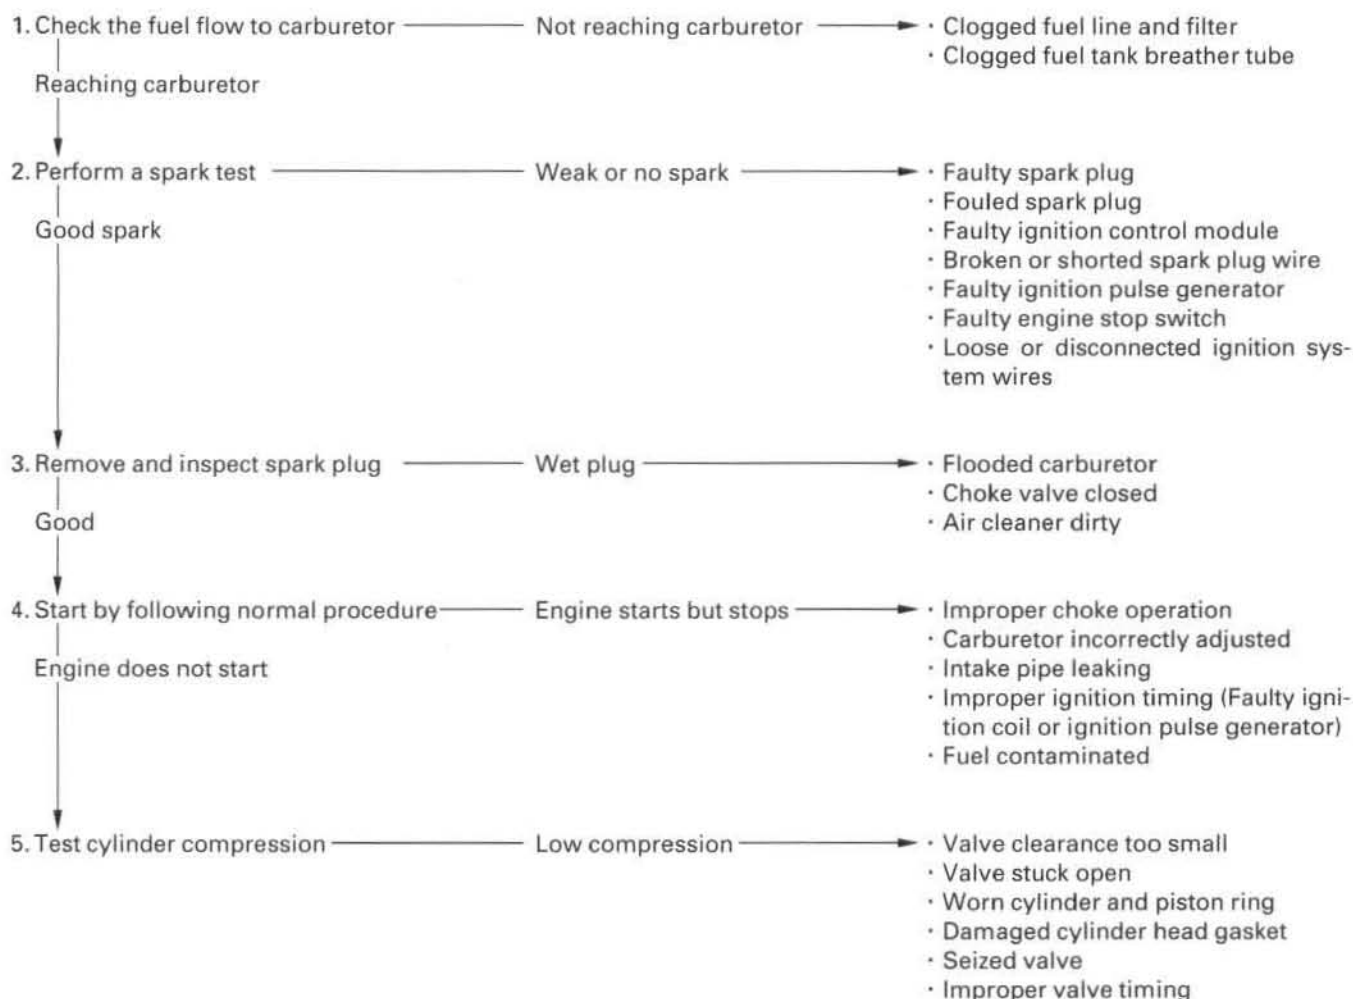 1. Check the fuel flow to carburetor Not reaching carburetor · Clogged fuel line and filter
· Clogged fuel tank breather tube
Reaching carburetor
2. Perform a spark test Weak or no spark · Faulty spark plug
· Fouled spark plug
Good spark
· Faulty ignition control module
· Broken or shorted spark plug wire
· Faulty ignition pulse generator
· Faulty engine stop switch
· Loose or disconnected ignition sys-
tem wires
3. Remove and inspect spark plug Wet plug · Flooded carburetor
· Choke valve closed
Good · Air cleaner dirty
4. Start by following normal procedure Engine starts but stops · Improper choke operation
· Carburetor incorrectly adjusted
Engine does not start · Intake pipe leaking
· Improper ignition timing (Faulty igni-
tion coil or ignition pulse generator)
· Fuel contaminated
5. Test cylinder compression Low compression · Valve clearance too small
· Valve stuck open
· Worn cylinder and piston ring
· Damaged cylinder head gasket
· Seized valve
· Improper valve timing